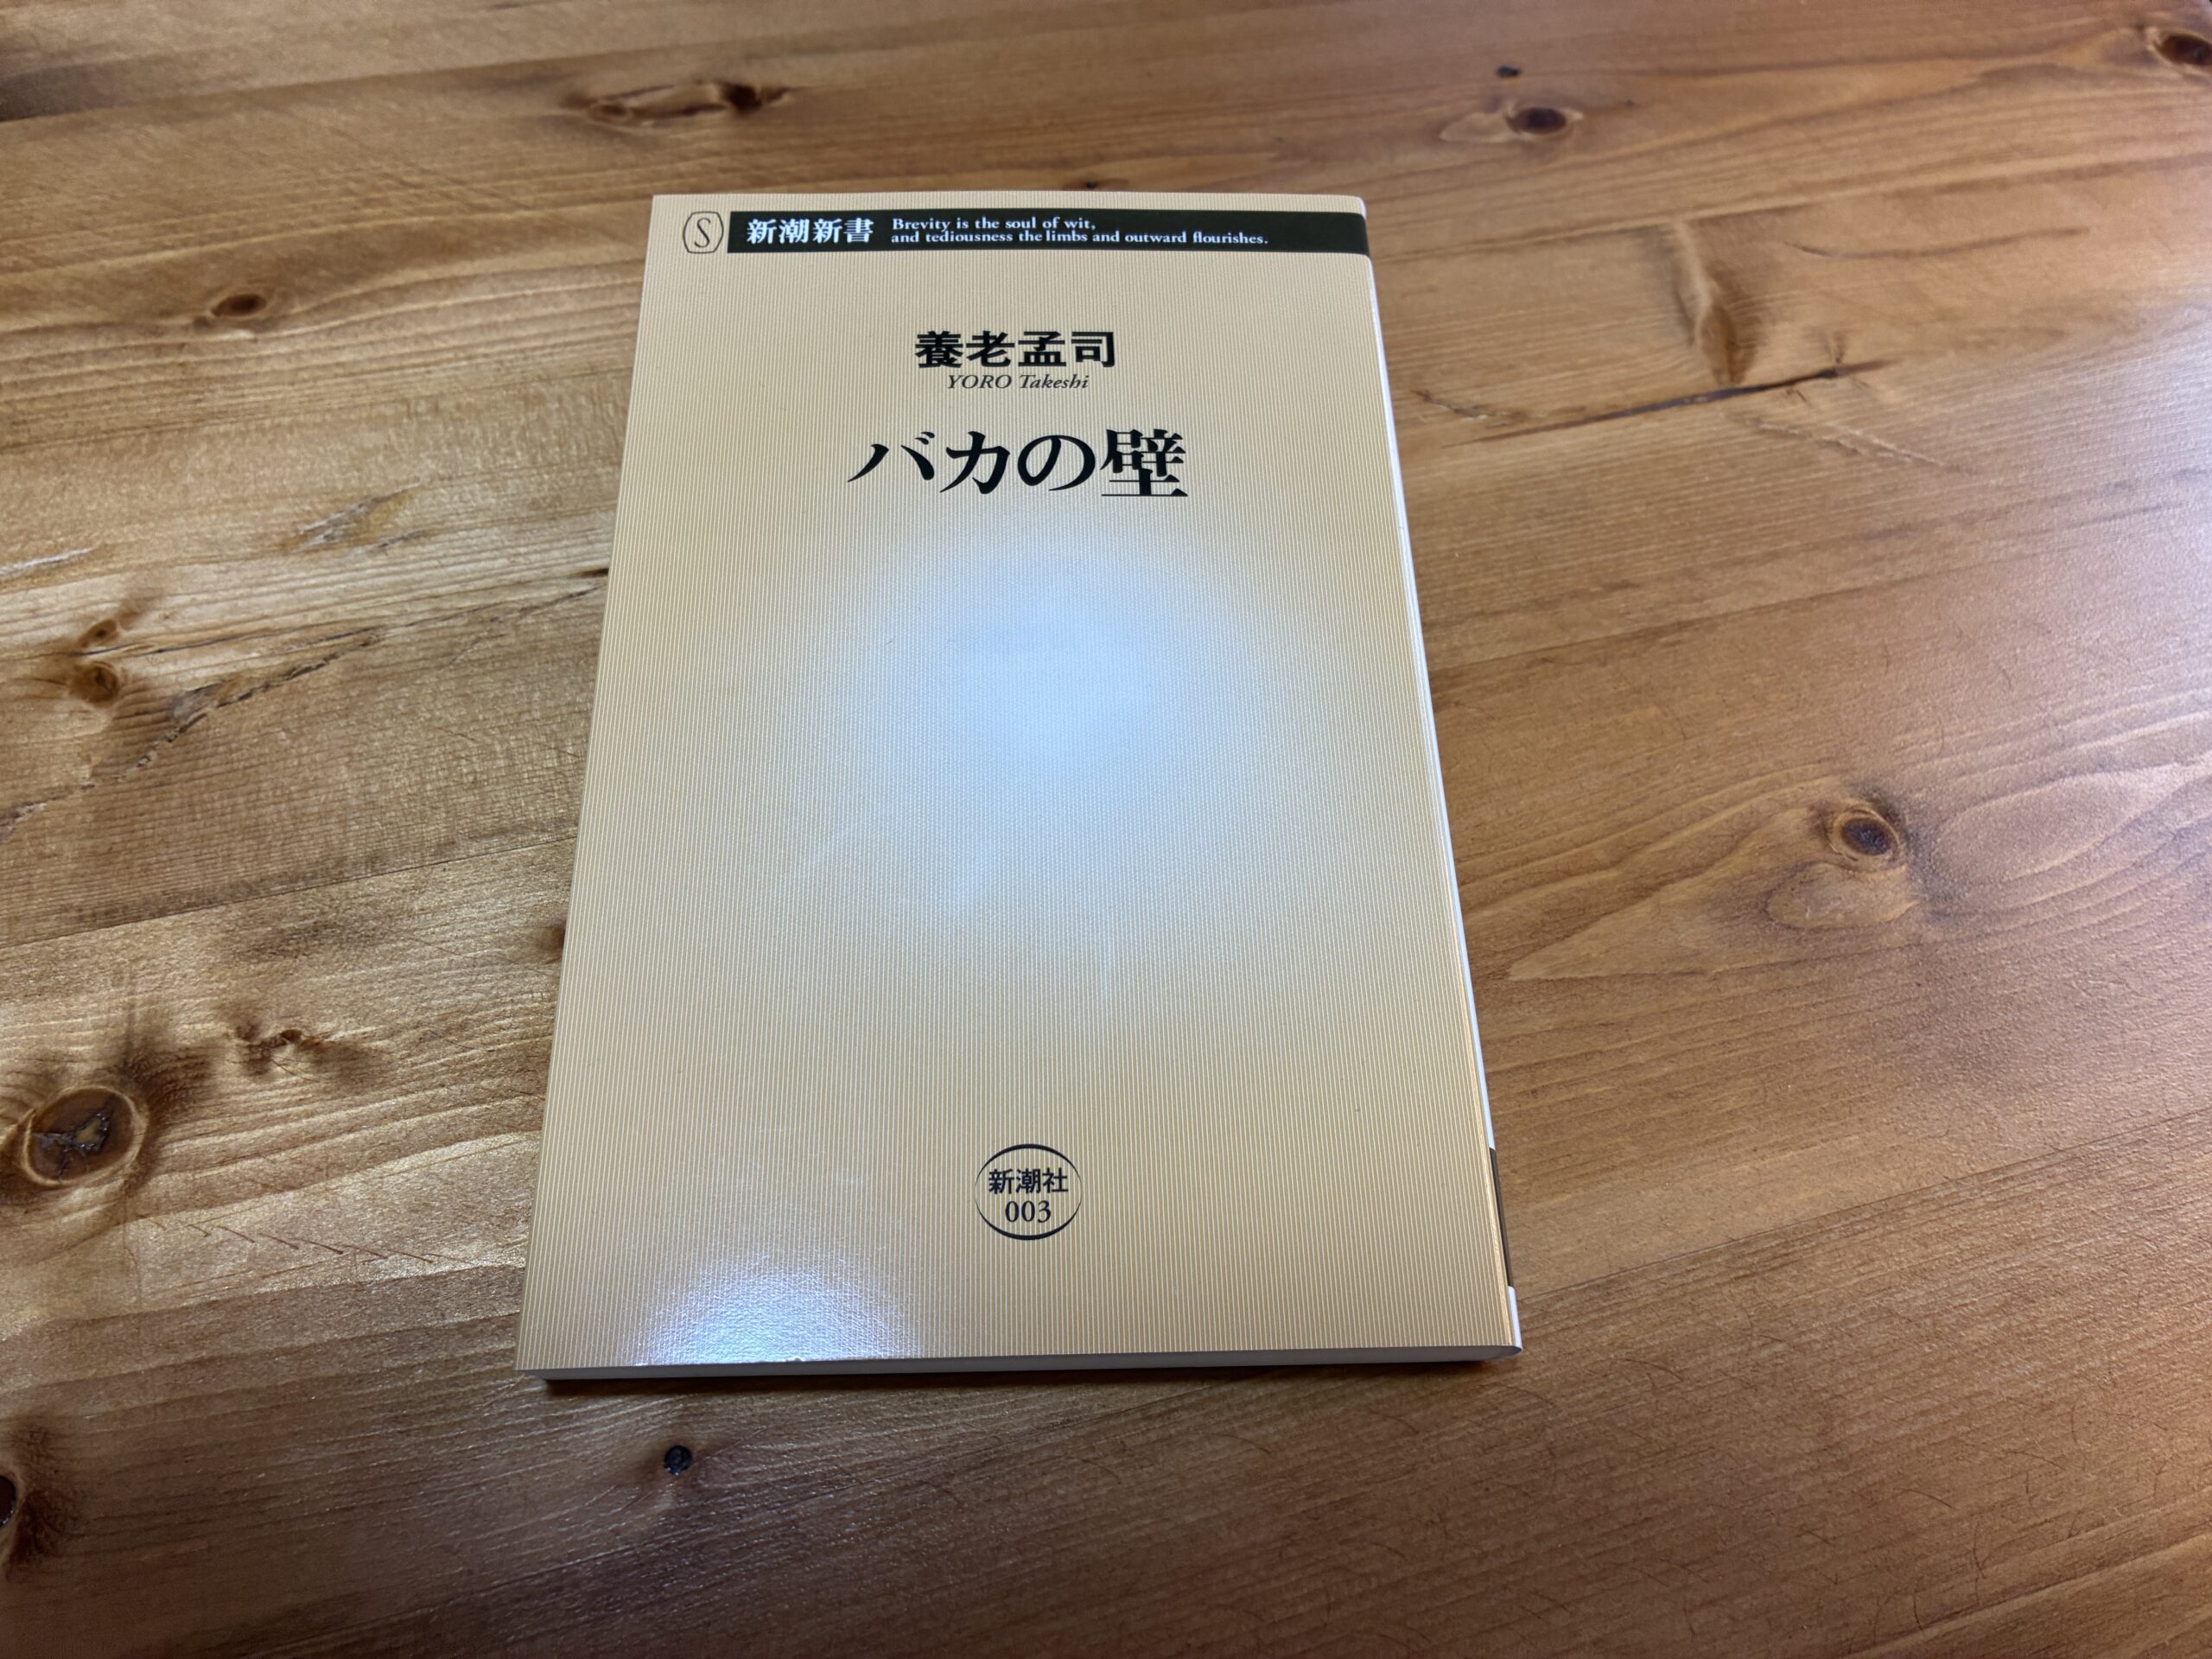 S
新潮新書
Brevity is the soul of wit,
and tediousness the limbs and outward flourishes.
養老孟司
YORO Takeshi
バカの壁
新潮社
003